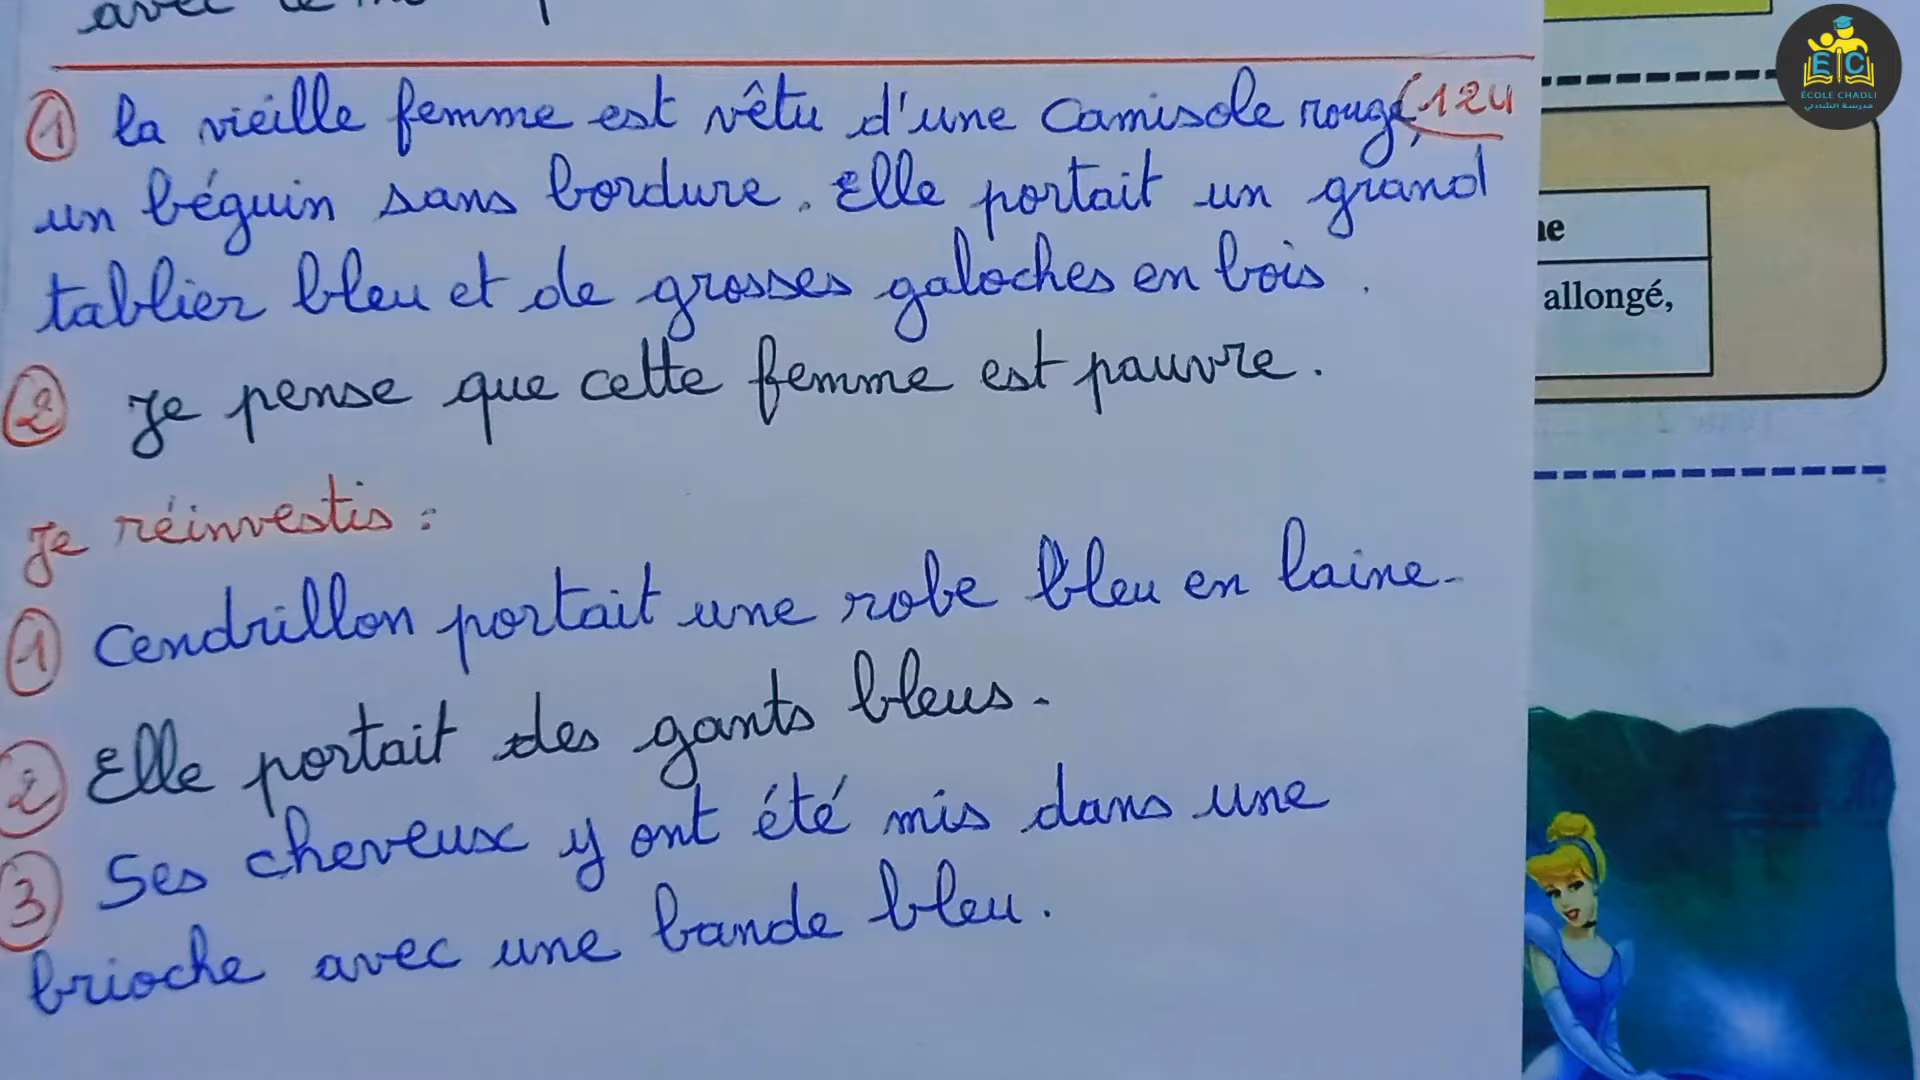 avec
① la vieille femme est vêtu d'une camisole rouge, (124
un béguin sans bordure. Elle portait un grand
tablier bleu et de grosses galoches en bois.
② Je pense que cette femme est pauvre.
Je réinvestis :
① Cendrillon portait une robe bleu en laine.
② Elle portait des gants bleus.
③ Ses cheveux y ont été mis dans une
brioche avec une bande bleu.
ne
allongé,
EC
ÉCOLE CHADLI
مدرسة الشاذلي